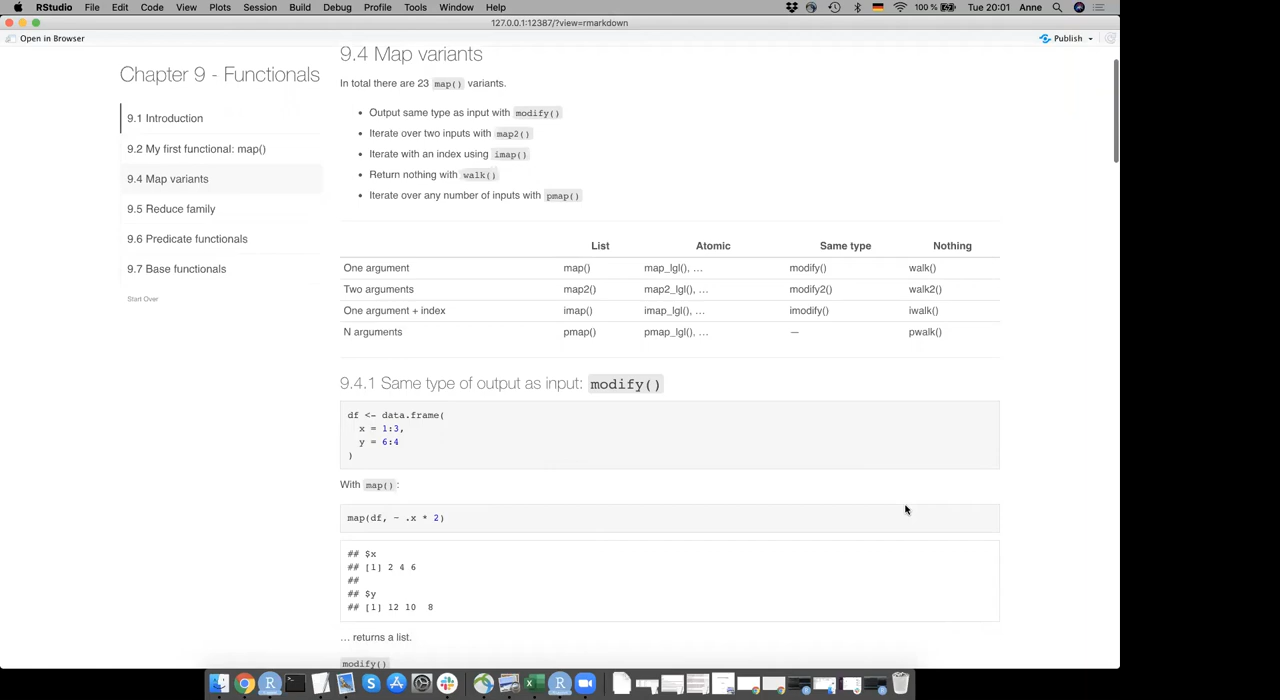 RStudio File Edit Code View Plots Session Build Debug Profile Tools Window Help 100 % Tue 20:01 Anne
127.0.0.1:12387/?view=rmarkdown
Open in Browser Publish
Chapter 9 - Functionals
9.1 Introduction
9.2 My first functional: map()
9.4 Map variants
9.5 Reduce family
9.6 Predicate functionals
9.7 Base functionals
Start Over
9.4 Map variants
In total there are 23 map() variants.
• Output same type as input with modify()
• Iterate over two inputs with map2()
• Iterate with an index using imap()
• Return nothing with walk()
• Iterate over any number of inputs with pmap()
List Atomic Same type Nothing
One argument map() map_lgl(), … modify() walk()
Two arguments map2() map2_lgl(), … modify2() walk2()
One argument + index imap() imap_lgl(), … imodify() iwalk()
N arguments pmap() pmap_lgl(), … — pwalk()
9.4.1 Same type of output as input: modify()
df <- data.frame(
x = 1:3,
y = 6:4
)
With map():
map(df, ~ .x * 2)
## $x
## [1] 2 4 6
##
## $y
## [1] 12 10  8
… returns a list.
modify()